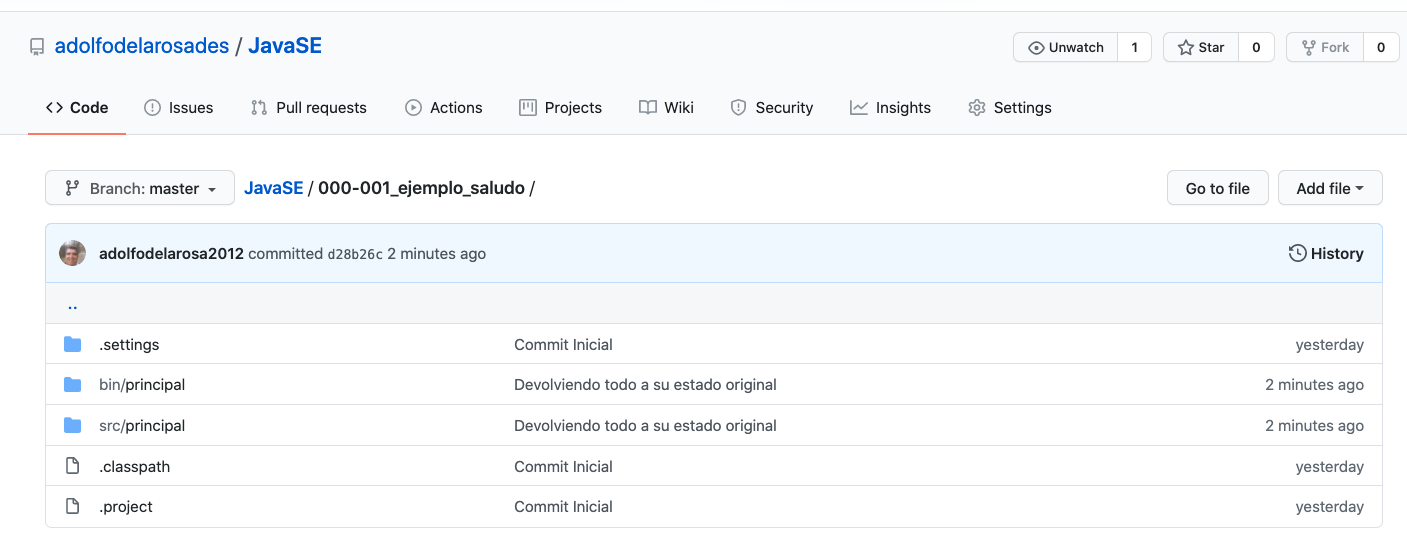 adolfodelarosades / JavaSE
Unwatch 1 Star 0 Fork 0
Code Issues Pull requests Actions Projects Wiki Security Insights Settings
Branch: master JavaSE / 000-001_ejemplo_saludo / Go to file Add file
adolfodelarosa2012 committed d28b26c 2 minutes ago History
..
.settings Commit Inicial yesterday
bin/principal Devolviendo todo a su estado original 2 minutes ago
src/principal Devolviendo todo a su estado original 2 minutes ago
.classpath Commit Inicial yesterday
.project Commit Inicial yesterday